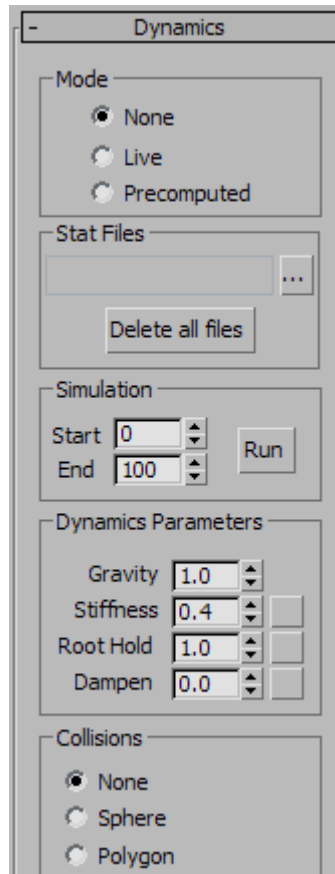 - Dynamics
Mode
None
Live
Precomputed
Stat Files
...
Delete all files
Simulation
Start 0
End 100
Run
Dynamics Parameters
Gravity 1.0
Stiffness 0.4
Root Hold 1.0
Dampen 0.0
Collisions
None
Sphere
Polygon